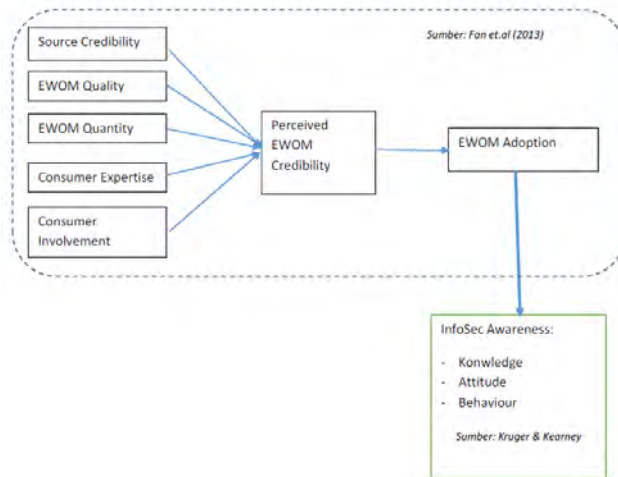 Sumber: Fan et.al (2013)
Source Credibility
EWOM Quality
EWOM Quantity
Consumer Expertise
Consumer
Involvement
Perceived
EWOM
Credibility
EWOM Adoption
InfoSec Awareness:
- Konwledge
- Attitude
- Behaviour
Sumber: Kruger & Kearney